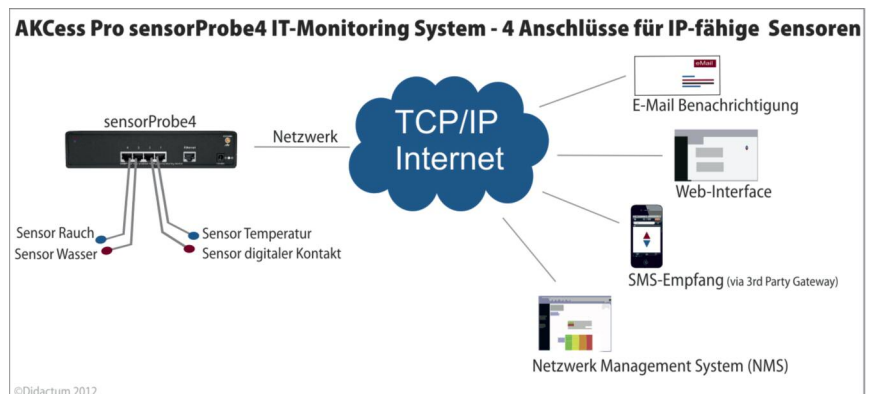 AKCess Pro sensorProbe4 IT-Monitoring System - 4 Anschlüsse für IP-fähige Sensoren
sensorProbe4
Netzwerk
TCP/IP
Internet
eMail
E-Mail Benachrichtigung
Web-Interface
Sensor Rauch
Sensor Wasser
Sensor Temperatur
Sensor digitaler Kontakt
SMS-Empfang (via 3rd Party Gateway)
Netzwerk Management System (NMS)
©Didactum 2012